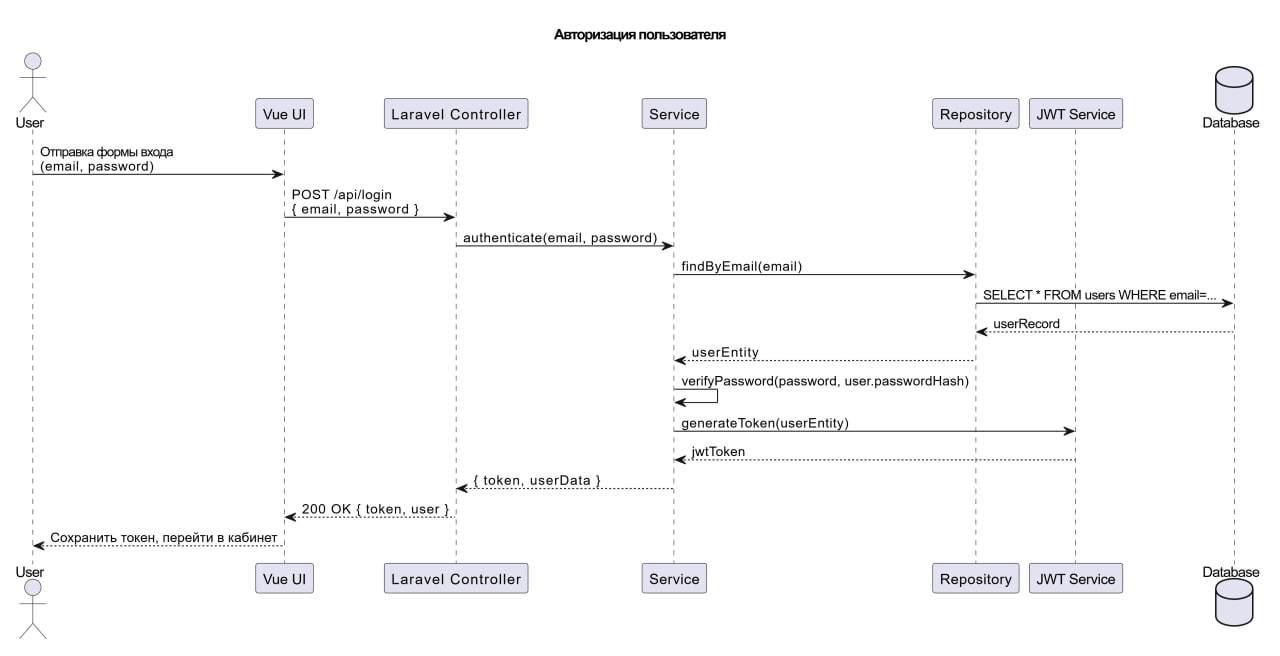 Авторизация пользователя
User
Vue UI
Laravel Controller
Service
Repository
JWT Service
Database
Отправка формы входа
(email, password)
POST /api/login
{ email, password }
authenticate(email, password)
findByEmail(email)
SELECT * FROM users WHERE email=...
userRecord
userEntity
verifyPassword(password, user.passwordHash)
generateToken(userEntity)
jwtToken
{ token, userData }
200 OK { token, user }
Сохранить токен, перейти в кабинет
User
Vue UI
Laravel Controller
Service
Repository
JWT Service
Database